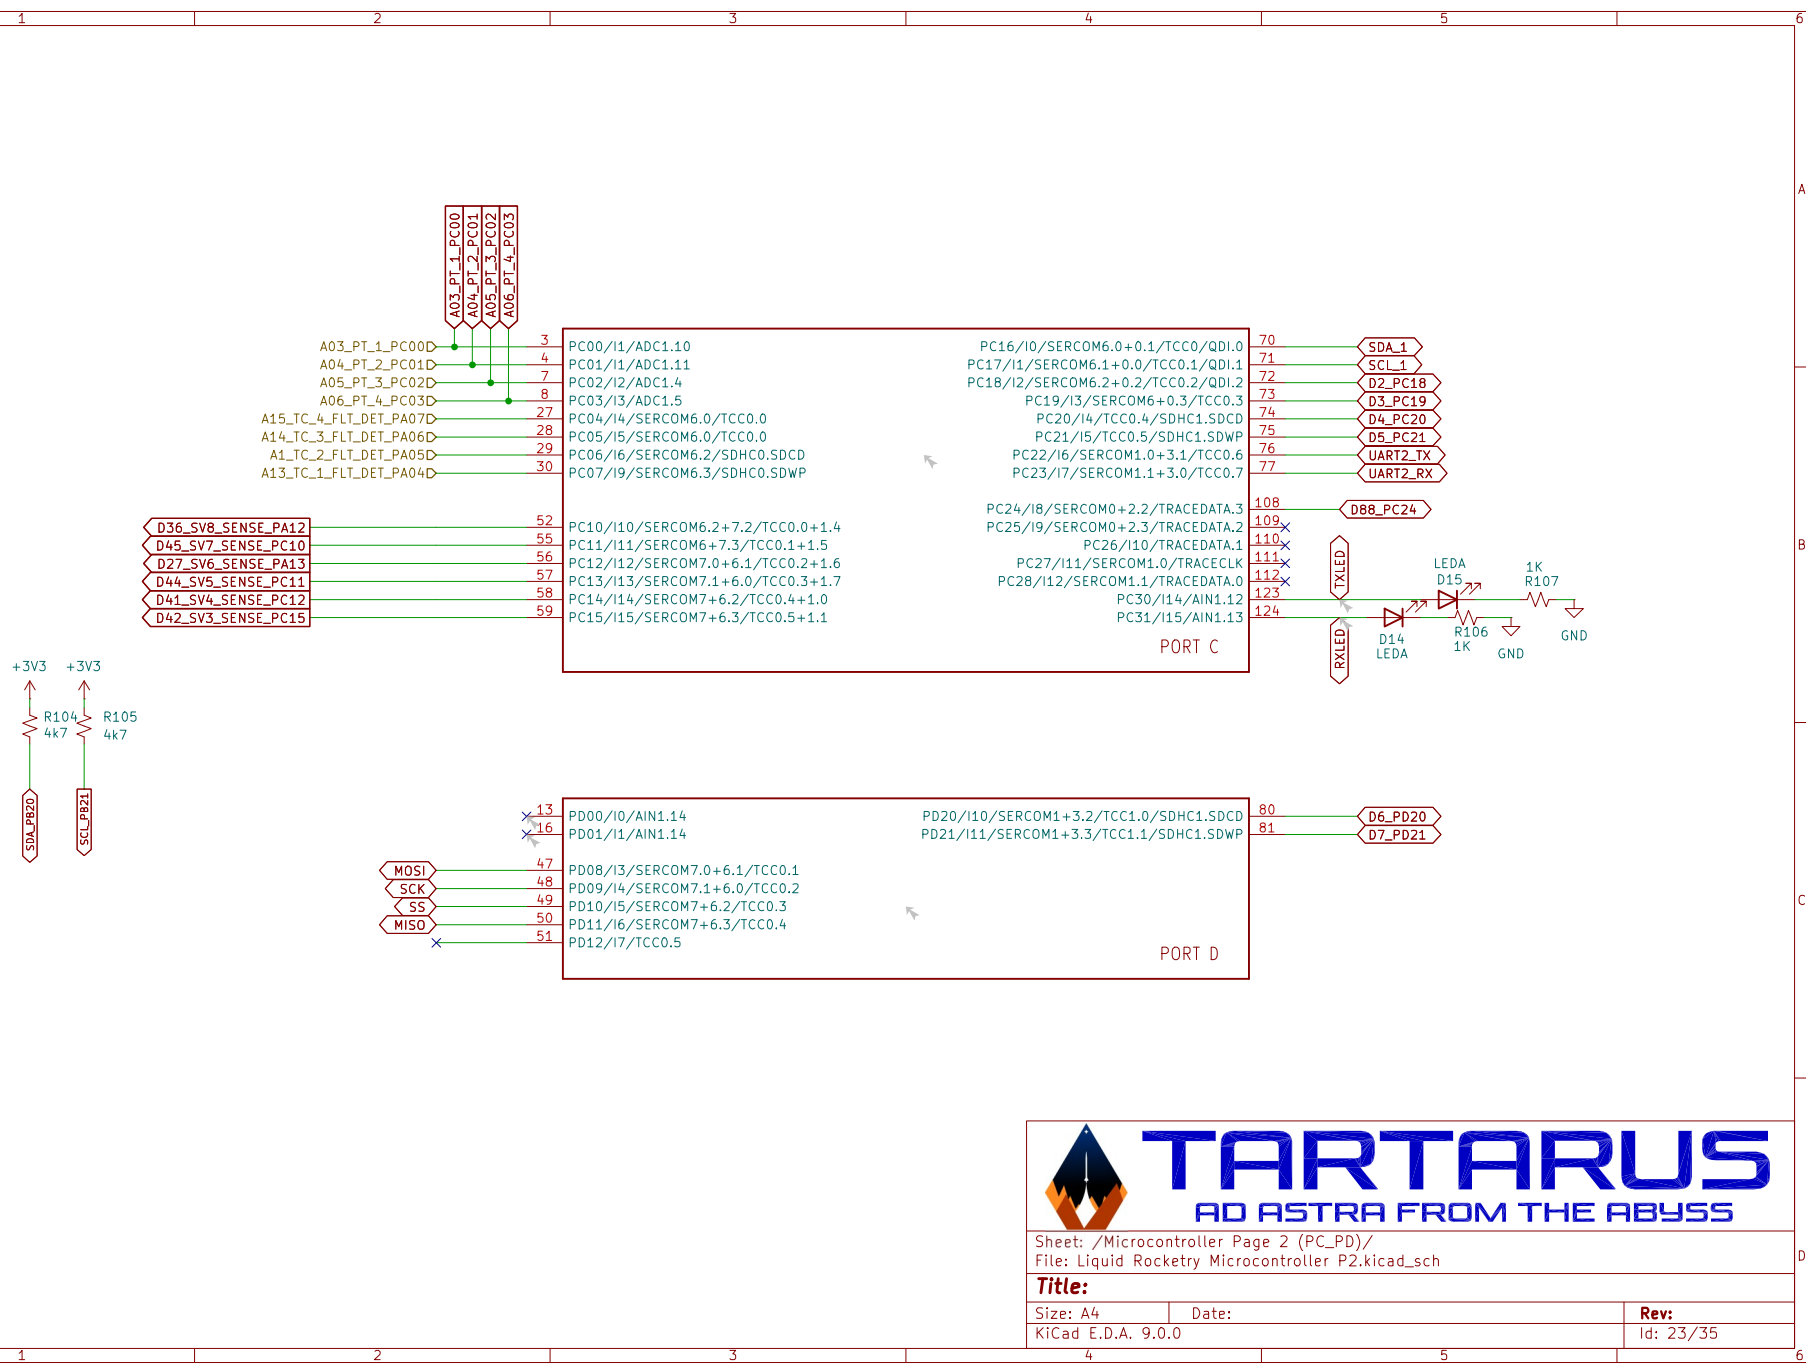 1 2 3 4 5 6
A
B
C
D
A03_PT_1_PC00
A04_PT_2_PC01
A05_PT_3_PC02
A06_PT_4_PC03
A03_PT_1_PC00 3 PC00/I1/ADC1.10
A04_PT_2_PC01 4 PC01/I1/ADC1.11
A05_PT_3_PC02 7 PC02/I2/ADC1.4
A06_PT_4_PC03 8 PC03/I3/ADC1.5
A15_TC_4_FLT_DET_PA07 27 PC04/I4/SERCOM6.0/TCC0.0
A14_TC_3_FLT_DET_PA06 28 PC05/I5/SERCOM6.0/TCC0.0
A1_TC_2_FLT_DET_PA05 29 PC06/I6/SERCOM6.2/SDHC0.SDCD
A13_TC_1_FLT_DET_PA04 30 PC07/I9/SERCOM6.3/SDHC0.SDWP
D36_SV8_SENSE_PA12 52 PC10/I10/SERCOM6.2+7.2/TCC0.0+1.4
D45_SV7_SENSE_PC10 55 PC11/I11/SERCOM6+7.3/TCC0.1+1.5
D27_SV6_SENSE_PA13 56 PC12/I12/SERCOM7.0+6.1/TCC0.2+1.6
D44_SV5_SENSE_PC11 57 PC13/I13/SERCOM7.1+6.0/TCC0.3+1.7
D41_SV4_SENSE_PC12 58 PC14/I14/SERCOM7+6.2/TCC0.4+1.0
D42_SV3_SENSE_PC15 59 PC15/I15/SERCOM7+6.3/TCC0.5+1.1
PC16/I0/SERCOM6.0+0.1/TCC0/QDI.0 70 SDA_1
PC17/I1/SERCOM6.1+0.0/TCC0.1/QDI.1 71 SCL_1
PC18/I2/SERCOM6.2+0.2/TCC0.2/QDI.2 72 D2_PC18
PC19/I3/SERCOM6+0.3/TCC0.3 73 D3_PC19
PC20/I4/TCC0.4/SDHC1.SDCD 74 D4_PC20
PC21/I5/TCC0.5/SDHC1.SDWP 75 D5_PC21
PC22/I6/SERCOM1.0+3.1/TCC0.6 76 UART2_TX
PC23/I7/SERCOM1.1+3.0/TCC0.7 77 UART2_RX
PC24/I8/SERCOM0+2.2/TRACEDATA.3 108 D88_PC24
PC25/I9/SERCOM0+2.3/TRACEDATA.2 109
PC26/I10/TRACEDATA.1 110
PC27/I11/SERCOM1.0/TRACECLK 111
PC28/I12/SERCOM1.1/TRACEDATA.0 112
PC30/I14/AIN1.12 123
PC31/I15/AIN1.13 124
PORT C
TXLED
RXLED
LEDA
D15
1K
R107
GND
D14
LEDA
R106
1K
GND
+3V3 +3V3
R104
4k7
R105
4k7
SDA_PB20
SCL_PB21
13 PD00/I0/AIN1.14
16 PD01/I1/AIN1.14
MOSI 47 PD08/I3/SERCOM7.0+6.1/TCC0.1
SCK 48 PD09/I4/SERCOM7.1+6.0/TCC0.2
SS 49 PD10/I5/SERCOM7+6.2/TCC0.3
MISO 50 PD11/I6/SERCOM7+6.3/TCC0.4
51 PD12/I7/TCC0.5
PD20/I10/SERCOM1+3.2/TCC1.0/SDHC1.SDCD 80 D6_PD20
PD21/I11/SERCOM1+3.3/TCC1.1/SDHC1.SDWP 81 D7_PD21
PORT D
TARTARUS
AD ASTRA FROM THE ABYSS
Sheet: /Microcontroller Page 2 (PC_PD)/
File: Liquid Rocketry Microcontroller P2.kicad_sch
Title:
Size: A4 Date: Rev:
KiCad E.D.A. 9.0.0 Id: 23/35
1 2 3 4 5 6